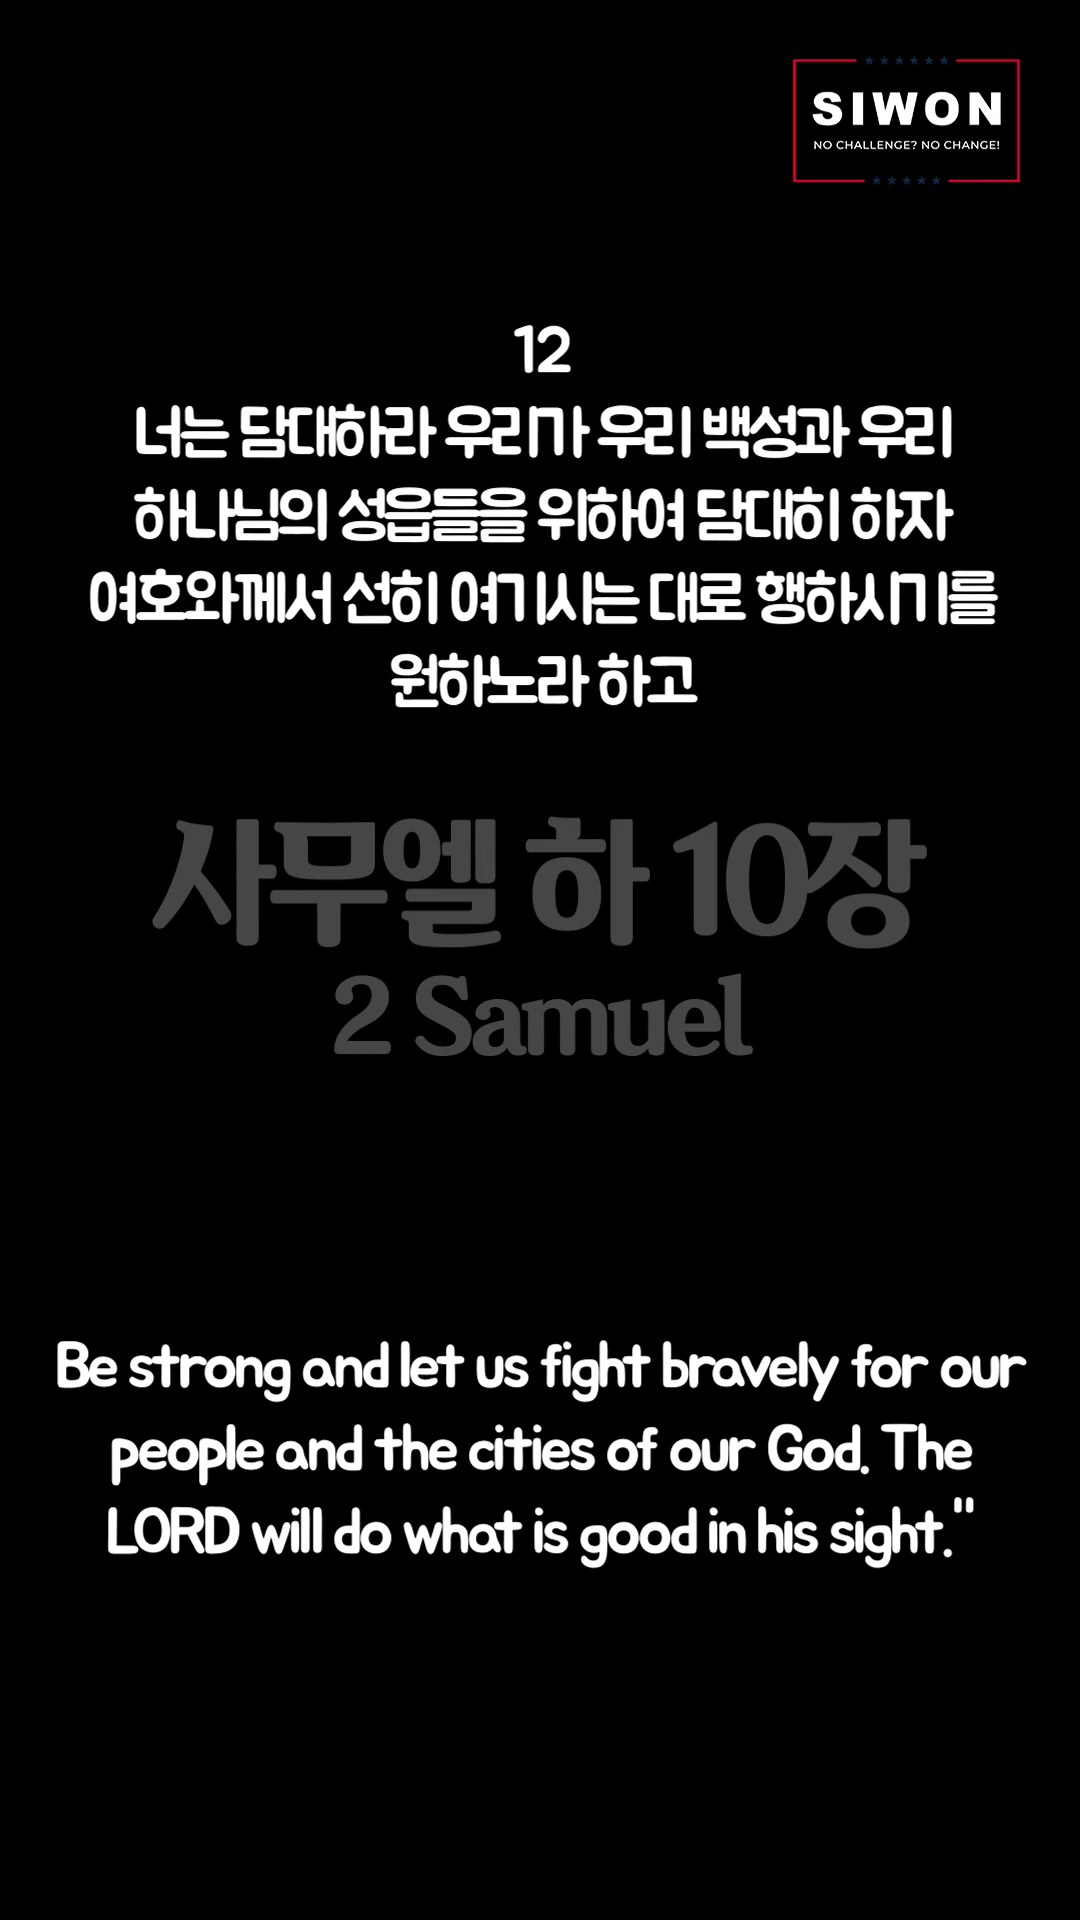 SIWON
NO CHALLENGE? NO CHANGE!
12
너는 담대하라 우리가 우리 백성과 우리
하나님의 성읍들을 위하여 담대히 하자
여호와께서 선히 여기시는 대로 행하시기를
원하노라 하고
사무엘 하 10장
2 Samuel
Be strong and let us fight bravely for our
people and the cities of our God. The
LORD will do what is good in his sight."